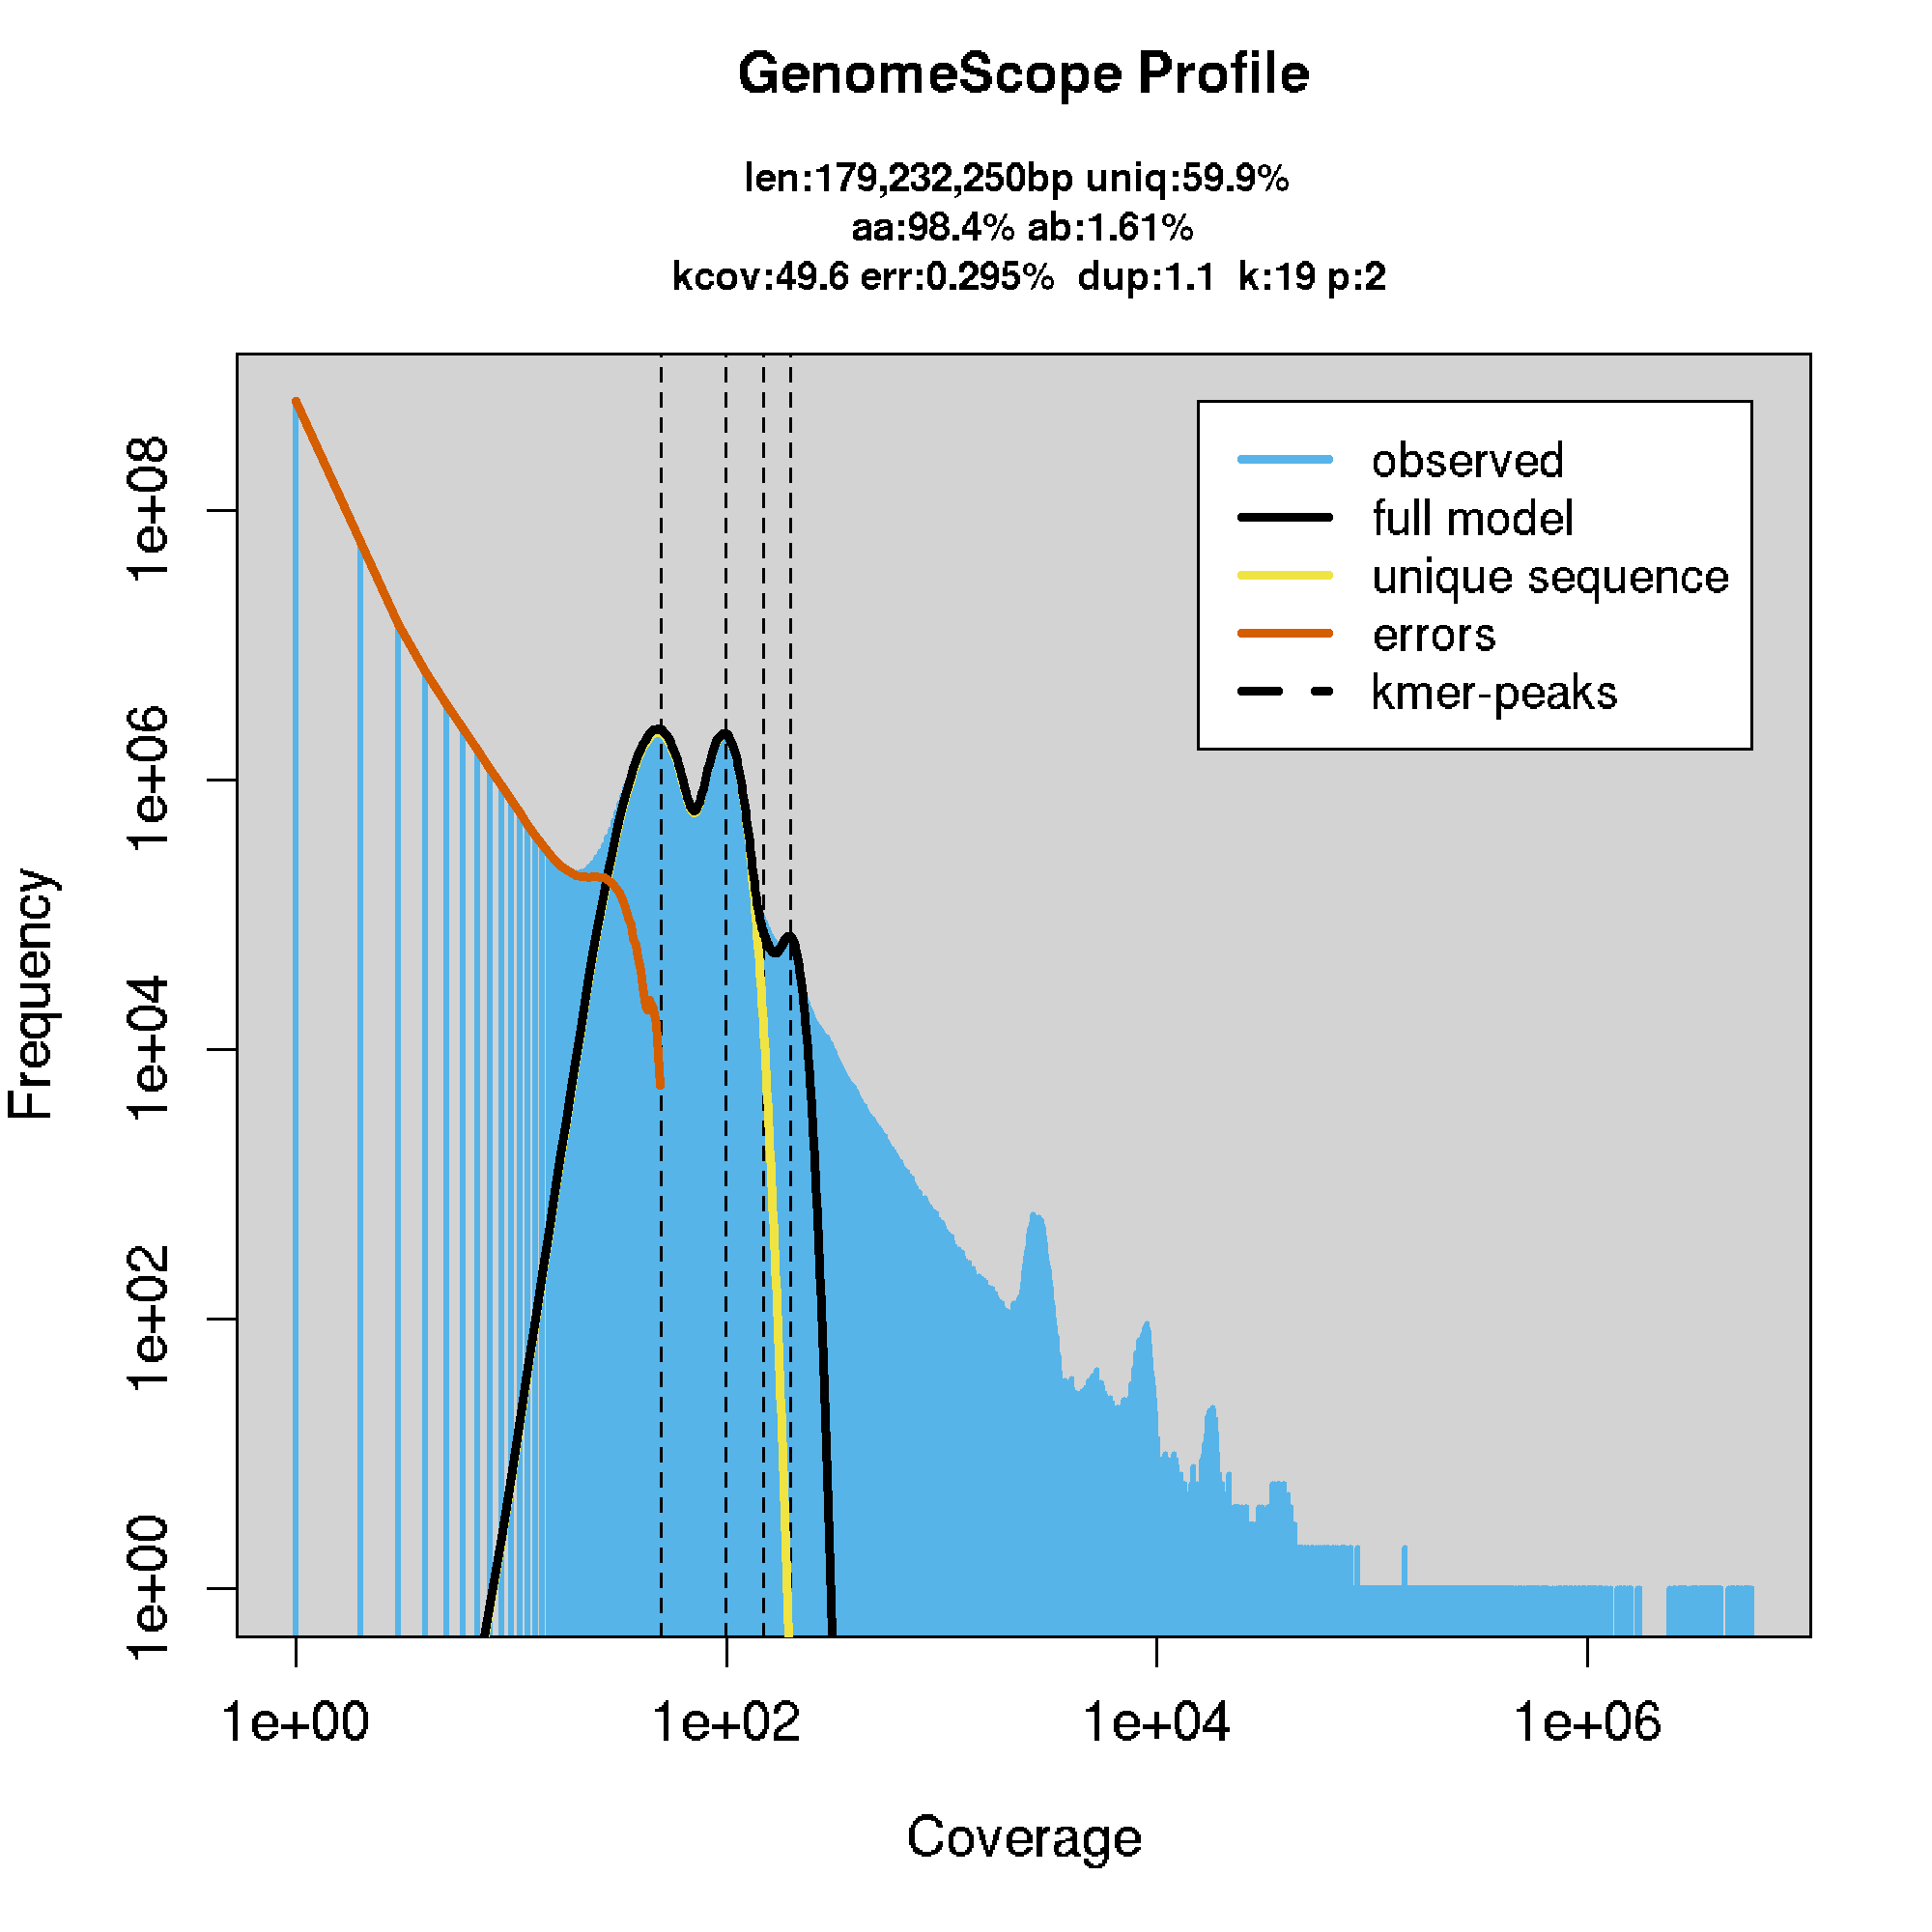 GenomeScope Profile
len:179,232,250bp uniq:59.9%
aa:98.4% ab:1.61%
kcov:49.6 err:0.295% dup:1.1 k:19 p:2
observed
full model
unique sequence
errors
kmer-peaks
Frequency
1e+08
1e+06
1e+04
1e+02
1e+00
1e+00 1e+02 1e+04 1e+06
Coverage